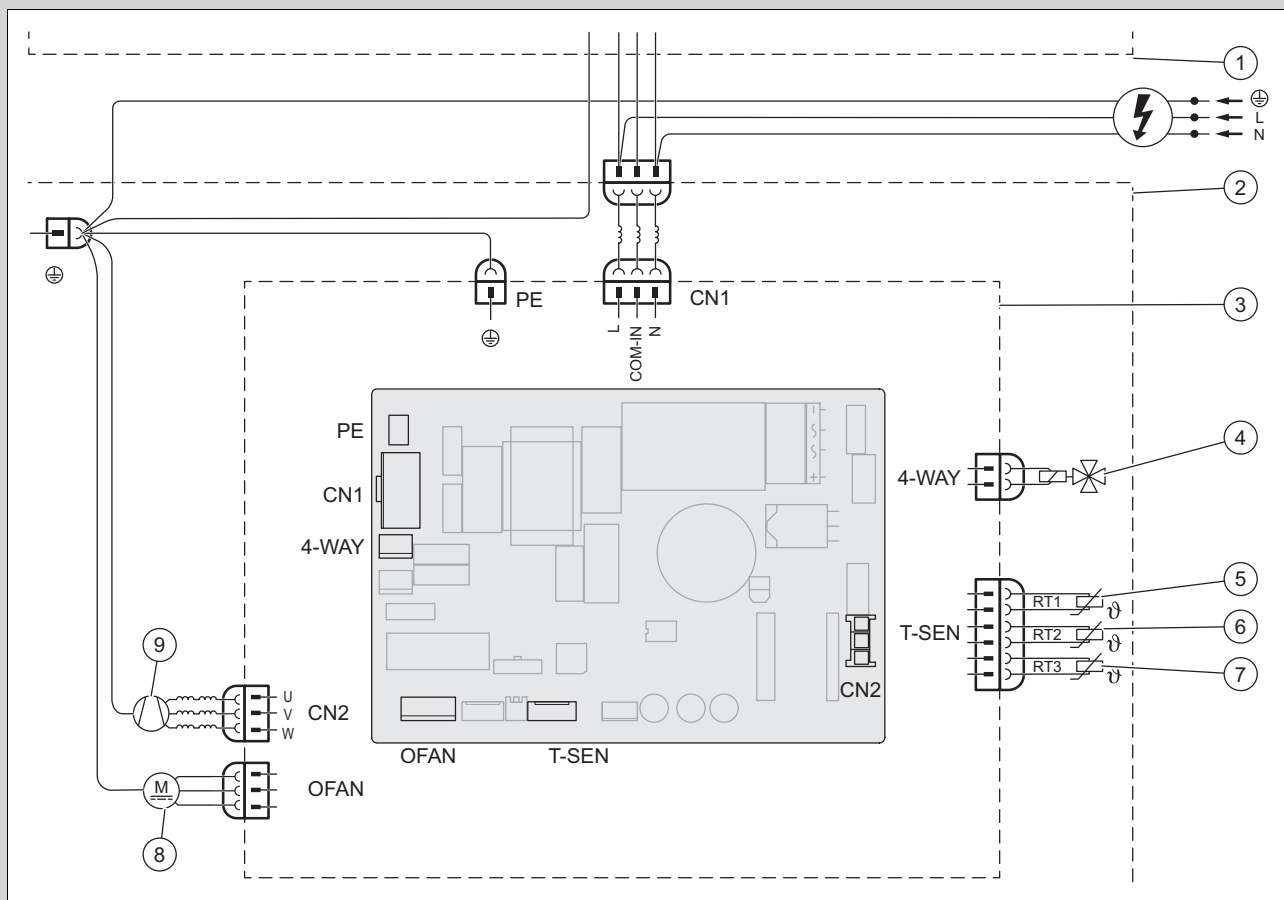 1
L
N
2
PE
CN1
L
COM-IN
N
3
PE
CN1
4-WAY
4-WAY
4
T-SEN
RT1
ϑ
5
RT2
ϑ
6
RT3
ϑ
7
CN2
OFAN
T-SEN
9
U
V
W
CN2
M
OFAN
8